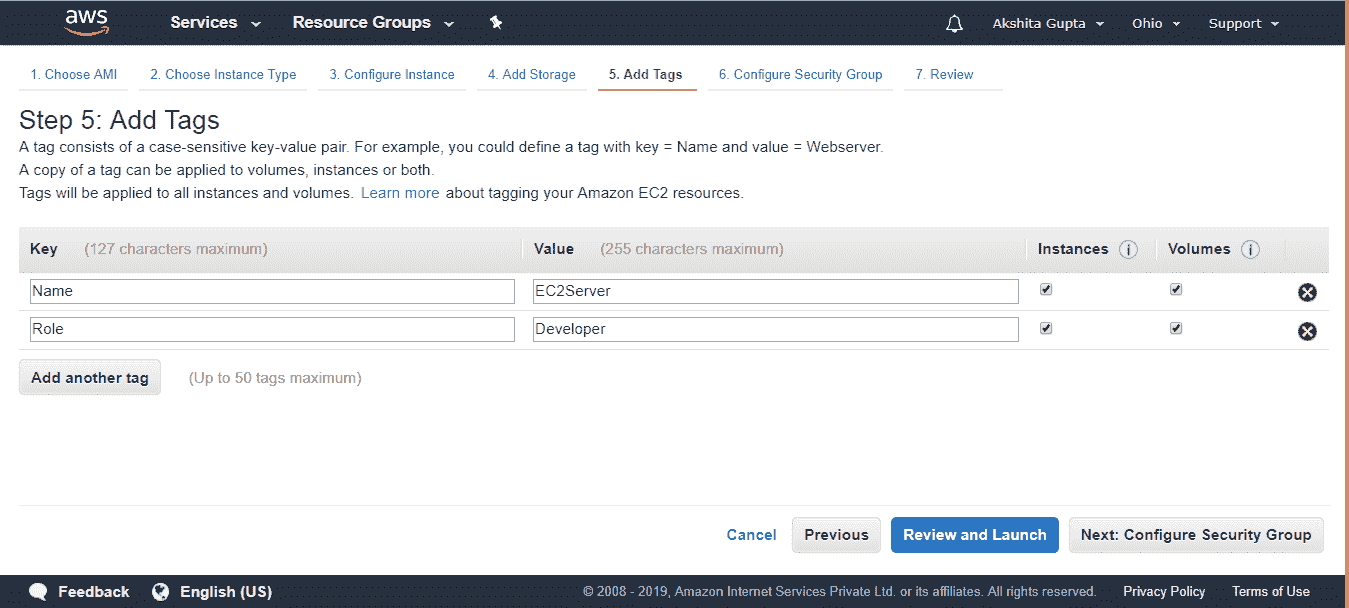 aws Services Resource Groups Akshita Gupta Ohio Support
1. Choose AMI 2. Choose Instance Type 3. Configure Instance 4. Add Storage 5. Add Tags 6. Configure Security Group 7. Review
Step 5: Add Tags
A tag consists of a case-sensitive key-value pair. For example, you could define a tag with key = Name and value = Webserver.
A copy of a tag can be applied to volumes, instances or both.
Tags will be applied to all instances and volumes. Learn more about tagging your Amazon EC2 resources.
Key (127 characters maximum) Value (255 characters maximum) Instances i Volumes i
Name EC2Server
Role Developer
Add another tag (Up to 50 tags maximum)
Cancel Previous Review and Launch Next: Configure Security Group
Feedback English (US) © 2008 - 2019, Amazon Internet Services Private Ltd. or its affiliates. All rights reserved. Privacy Policy Terms of Use